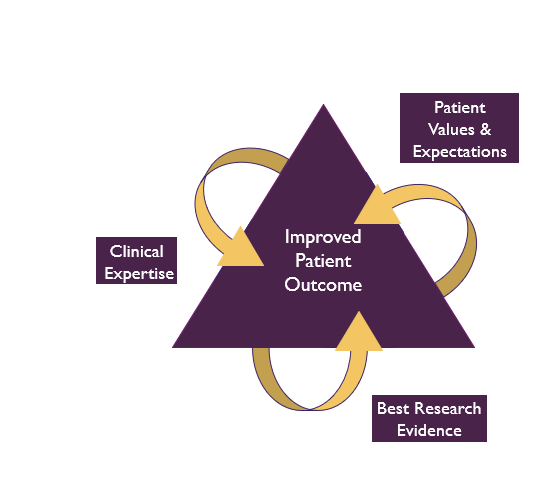 Patient
Values &
Expectations
Improved
Patient
Outcome
Clinical
Expertise
Best Research
Evidence